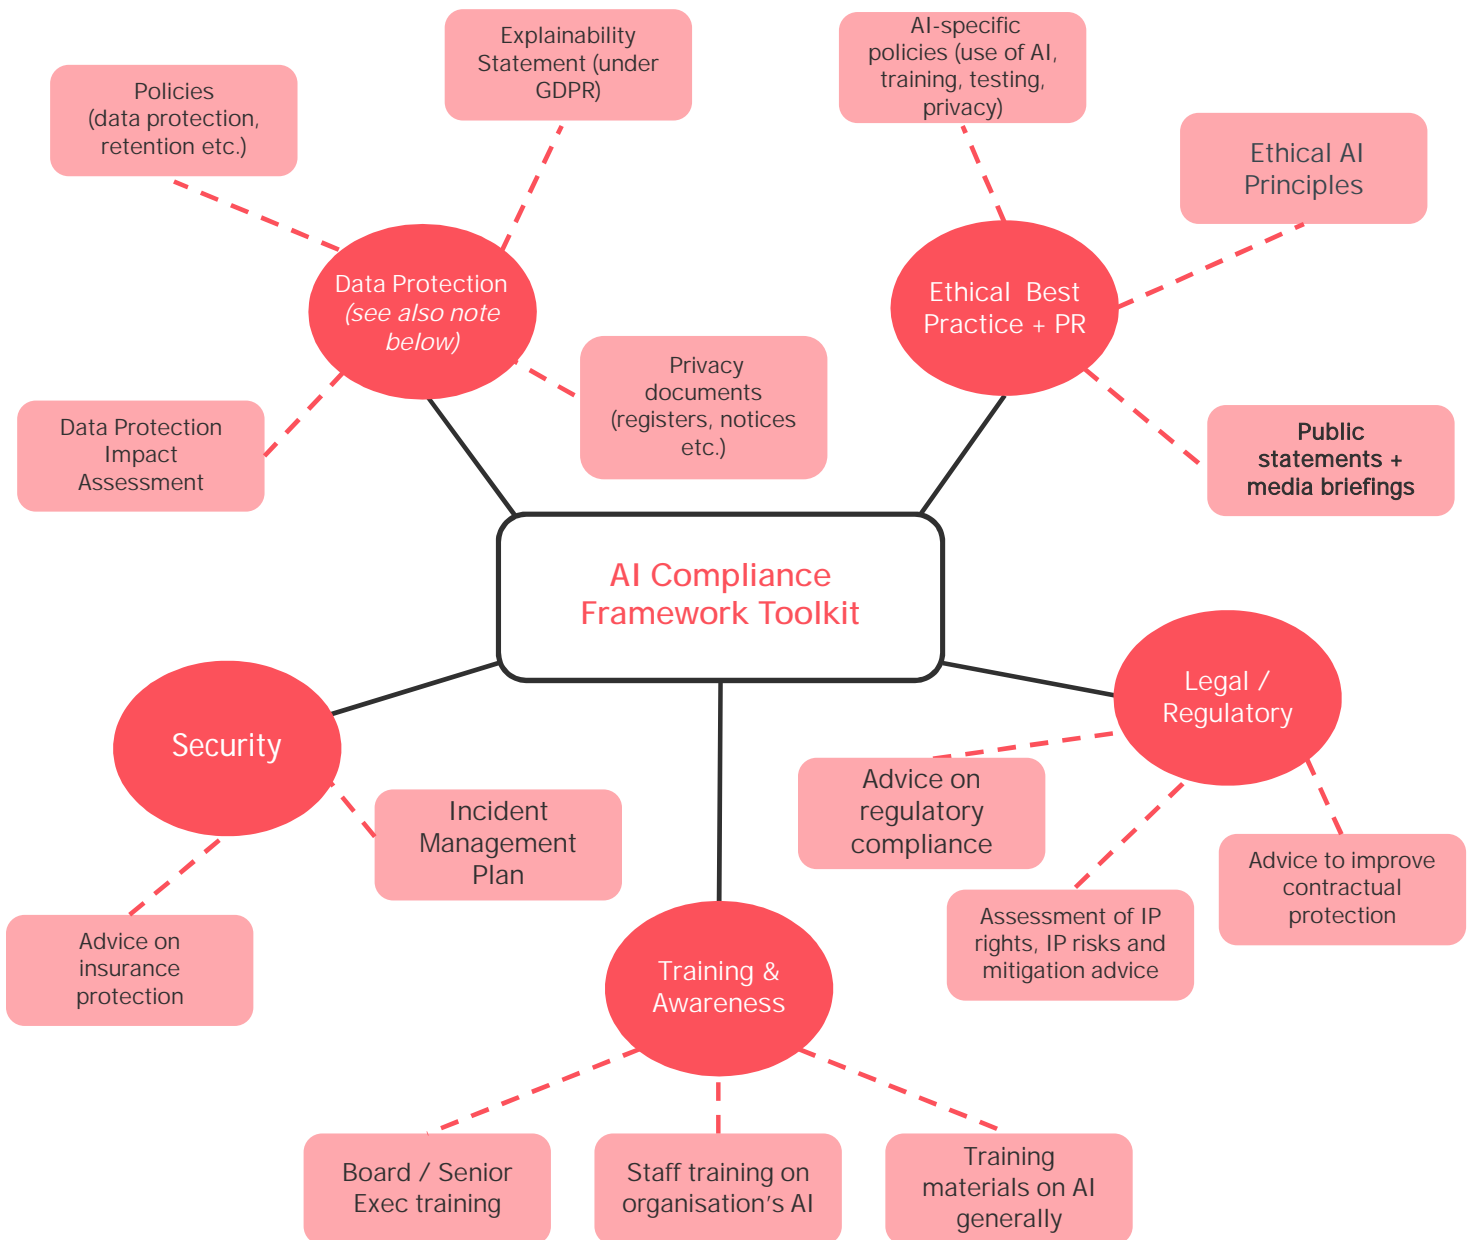 Explainability
Statement (under
GDPR)
AI-specific
policies (use of AI,
training, testing,
privacy)
Policies
(data protection,
retention etc.)
Ethical AI
Principles
Data Protection
(see also note
below)
Ethical Best
Practice + PR
Privacy
documents
(registers, notices
etc.)
Data Protection
Impact
Assessment
Public
statements +
media briefings
AI Compliance
Framework Toolkit
Legal /
Regulatory
Security
Incident
Management
Plan
Advice on
regulatory
compliance
Advice to improve
contractual
protection
Advice on
insurance
protection
Assessment of IP
rights, IP risks and
mitigation advice
Training &
Awareness
Board / Senior
Exec training
Staff training on
organisation's AI
Training
materials on AI
generally